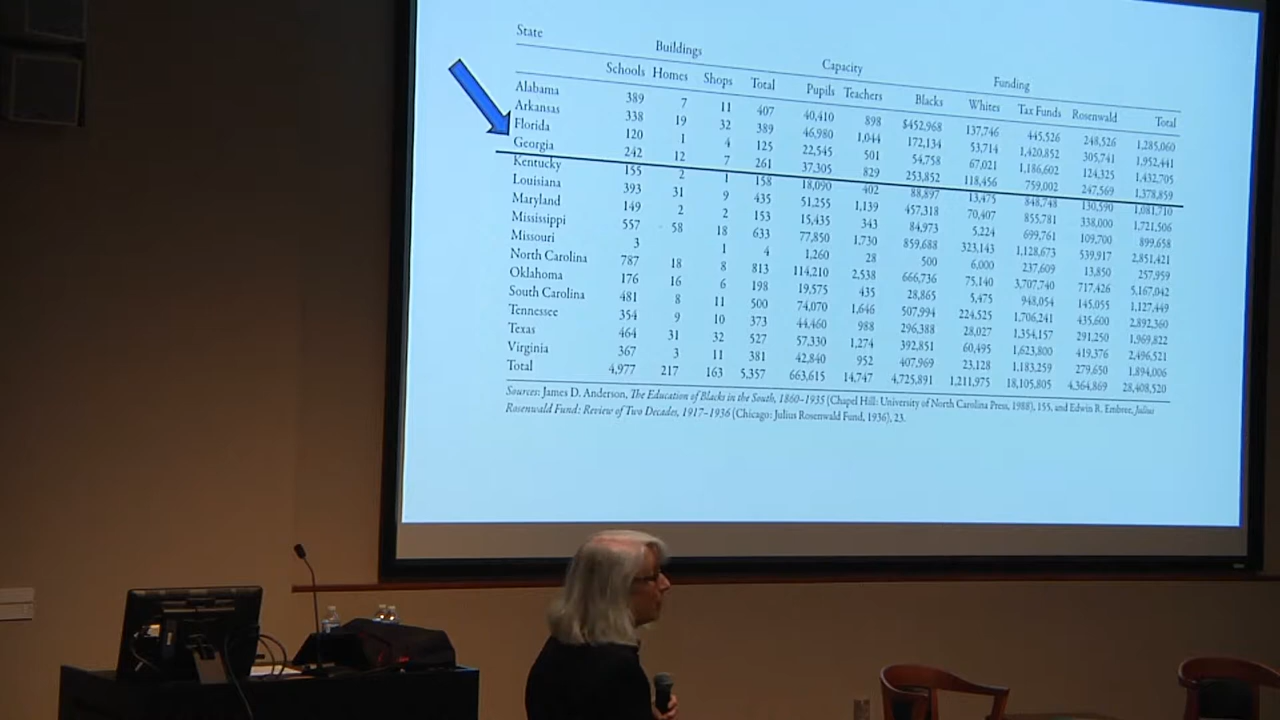 State
Buildings Capacity Funding
Schools Homes Shops Total Pupils Teachers Blacks Whites Tax Funds Rosenwald Total
Alabama 389 7 11 407 40,410 898 $452,968 137,746 445,526 248,526 1,285,060
Arkansas 338 19 32 389 46,980 1,044 172,134 53,714 1,420,852 305,741 1,952,441
Florida 120 1 4 125 22,545 501 54,758 67,021 1,186,602 124,325 1,432,705
Georgia 242 12 7 261 37,305 829 253,852 118,456 759,002 247,569 1,378,859
Kentucky 155 2 1 158 18,090 402 88,897 13,475 848,748 130,590 1,081,710
Louisiana 393 31 9 435 51,255 1,139 457,318 70,407 855,781 338,000 1,721,506
Maryland 149 2 2 153 15,435 343 84,973 5,224 699,761 109,700 899,658
Mississippi 557 58 18 633 77,850 1,730 859,688 323,143 1,128,673 539,917 2,851,421
Missouri 3 1 4 1,260 28 500 6,000 237,609 13,850 257,959
North Carolina 787 18 8 813 114,210 2,538 666,736 75,140 3,707,740 717,426 5,167,042
Oklahoma 176 16 6 198 19,575 435 28,865 5,475 948,054 145,055 1,127,449
South Carolina 481 8 11 500 74,070 1,646 507,994 224,525 1,706,241 435,600 2,892,360
Tennessee 354 9 10 373 44,460 988 296,388 28,027 1,354,157 291,250 1,969,822
Texas 464 31 32 527 57,330 1,274 392,851 60,495 1,623,800 419,376 2,496,521
Virginia 367 3 11 381 42,840 952 407,969 23,128 1,183,259 279,650 1,894,006
Total 4,977 217 163 5,357 663,615 14,747 4,725,891 1,211,975 18,105,805 4,364,869 28,408,520
Sources: James D. Anderson, The Education of Blacks in the South, 1860–1935 (Chapel Hill: University of North Carolina Press, 1988), 155, and Edwin R. Embree, Julius
Rosenwald Fund: Review of Two Decades, 1917–1936 (Chicago: Julius Rosenwald Fund, 1936), 23.